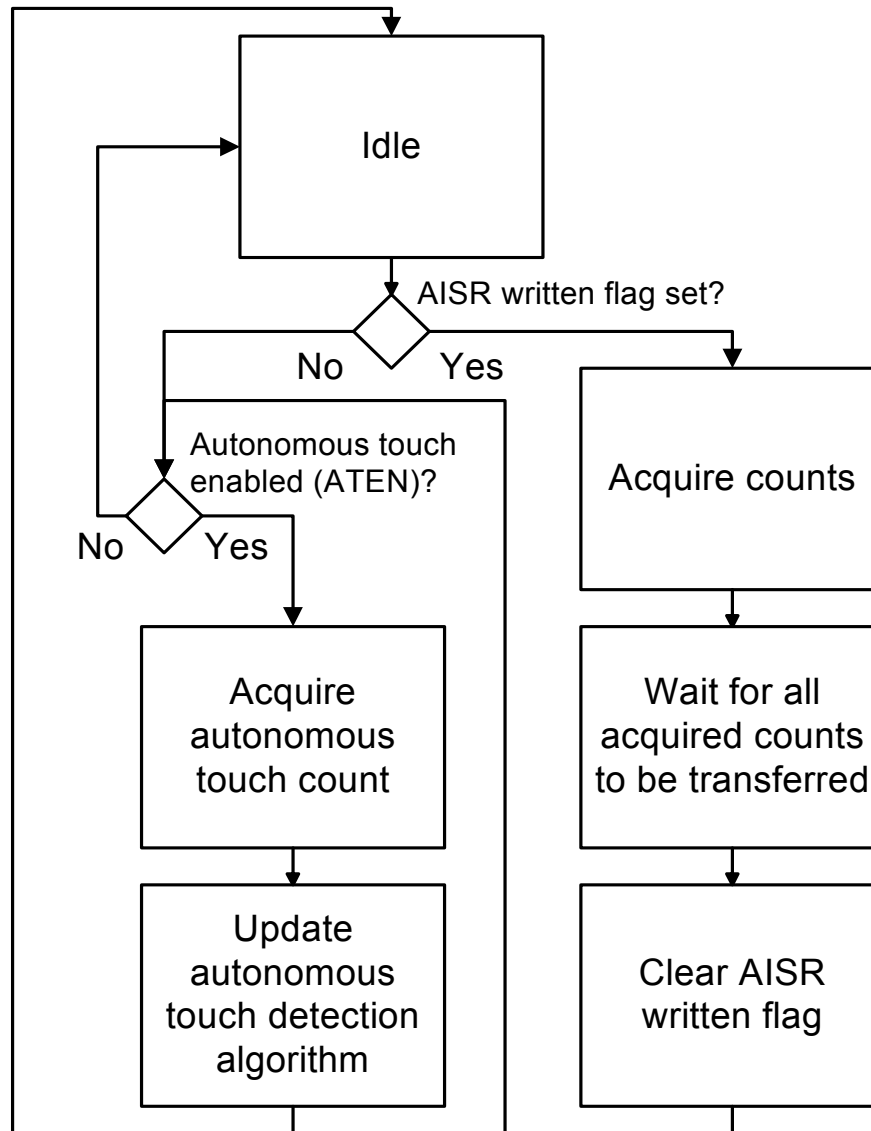 Idle
AISR written flag set?
No
Yes
Autonomous touch
enabled (ATEN)?
No
Yes
Acquire counts
Acquire
autonomous
touch count
Wait for all
acquired counts
to be transferred
Update
autonomous
touch detection
algorithm
Clear AISR
written flag